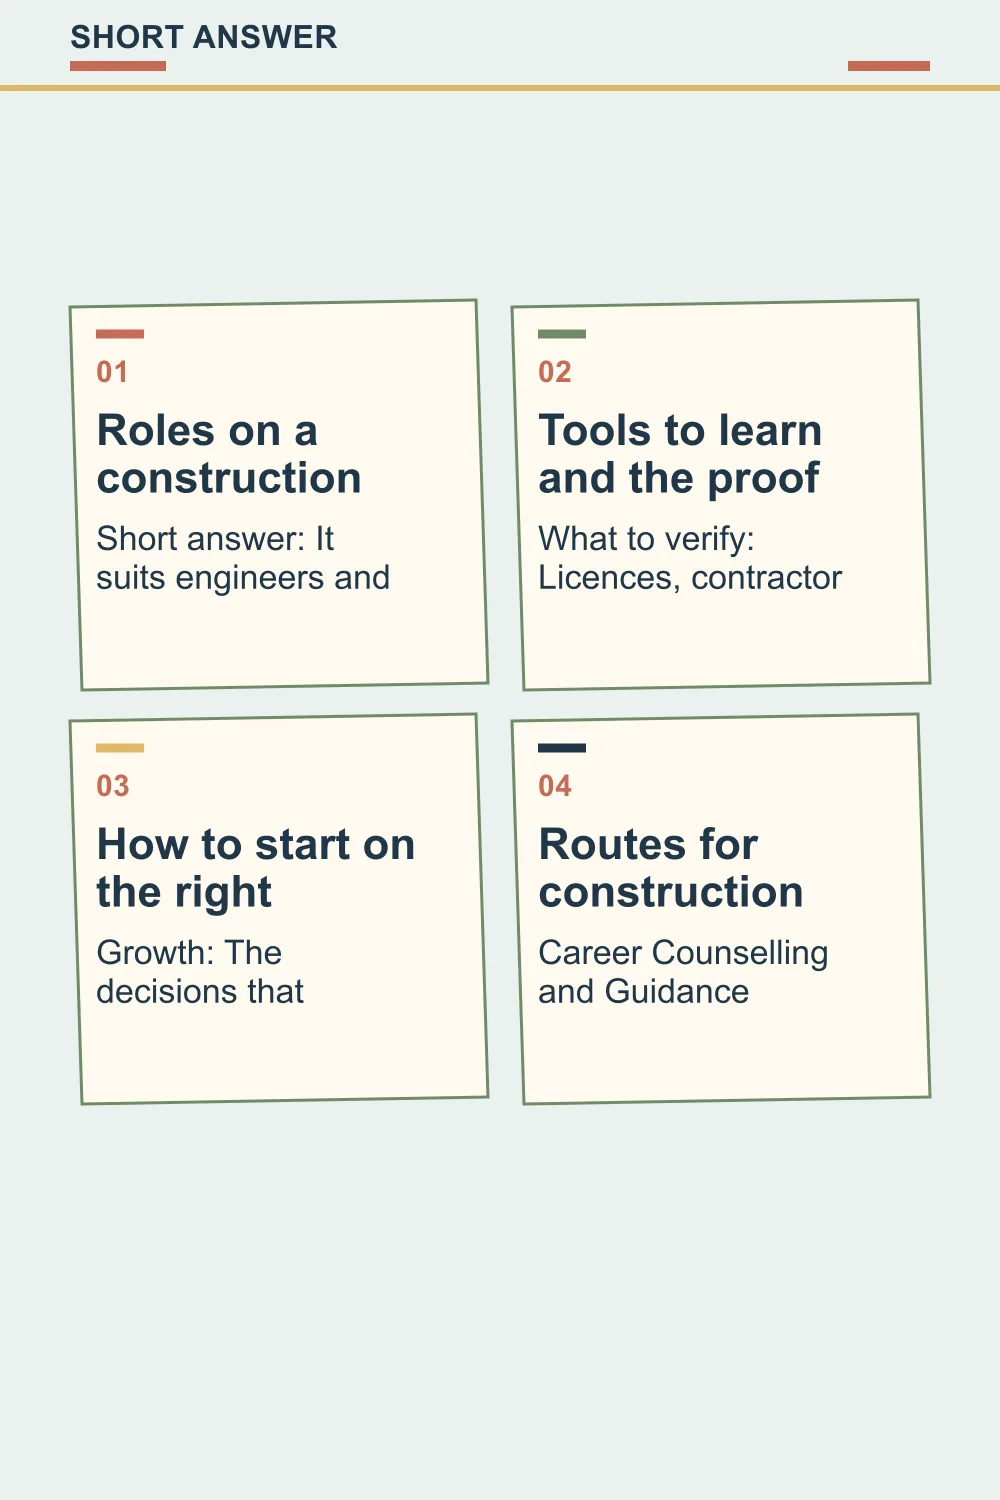 SHORT ANSWER
01
Roles on a
construction
Short answer: It
suits engineers and
02
Tools to learn
and the proof
What to verify:
Licences, contractor
03
How to start on
the right
Growth: The
decisions that
04
Routes for
construction
Career Counselling
and Guidance